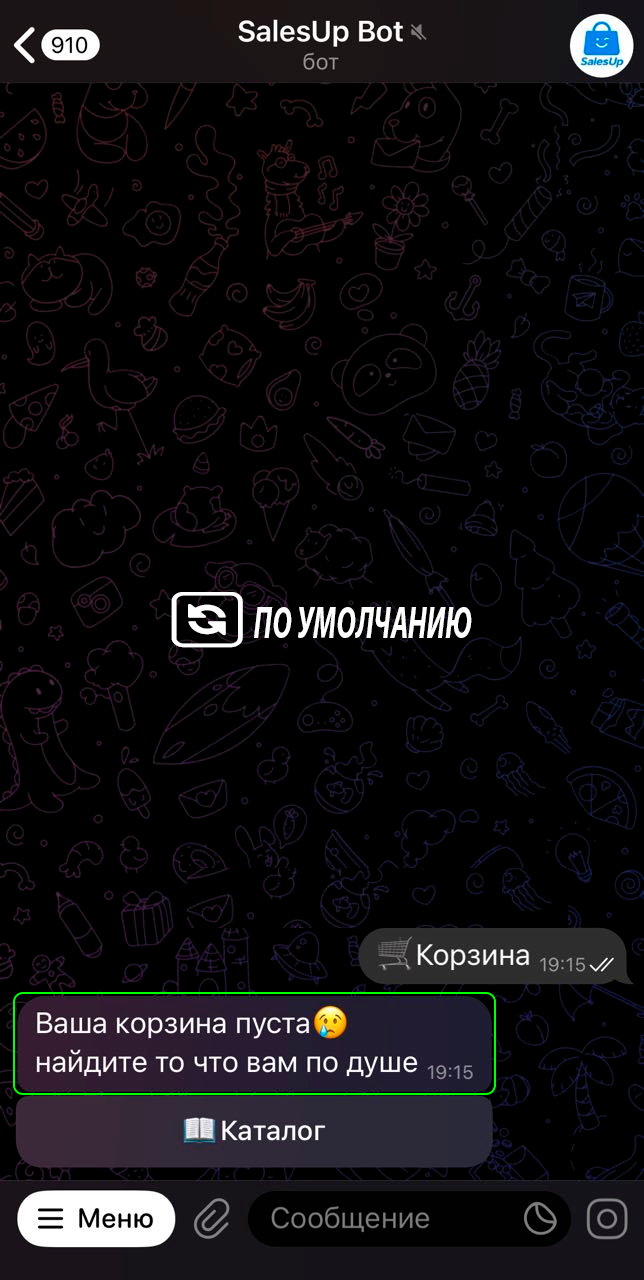 910
SalesUp Bot
бот
SalesUp
ПО УМОЛЧАНИЮ
🛒Корзина 19:15
Ваша корзина пуста😢
найдите то что вам по душе 19:15
📖Каталог
Меню
Сообщение